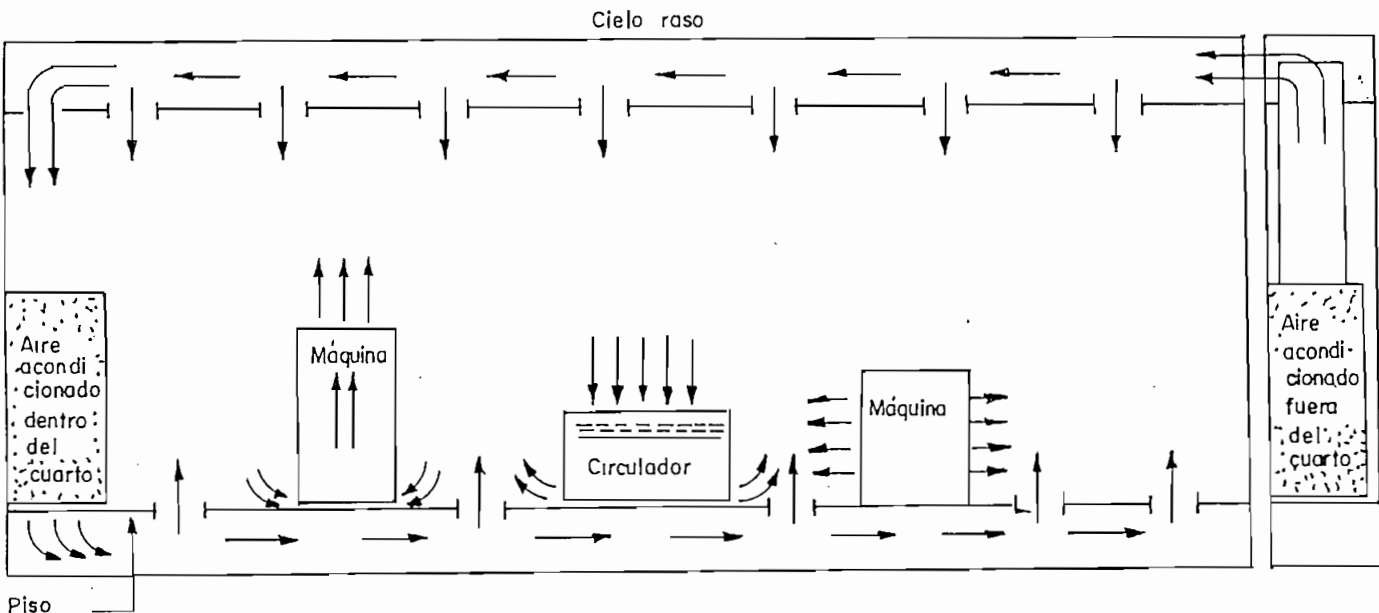 Cielo raso
Aire
acondi
cionado
dentro
del
cuarto
Máquina
Circulador
Máquina
Aire
acondi-
cionado
fuera
del
cuarto
Piso